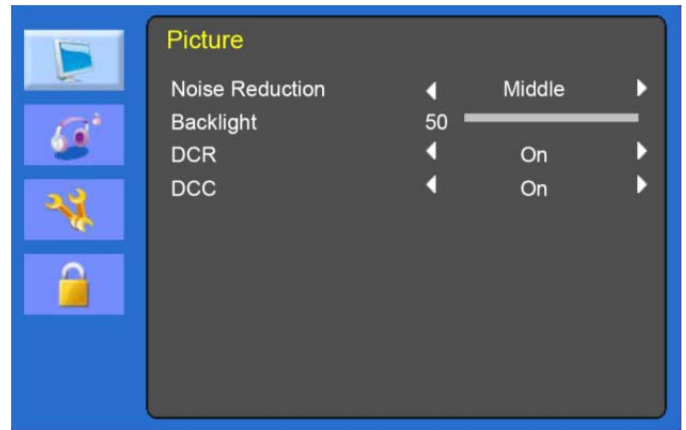 Picture
Noise Reduction Middle
Backlight 50
DCR On
DCC On